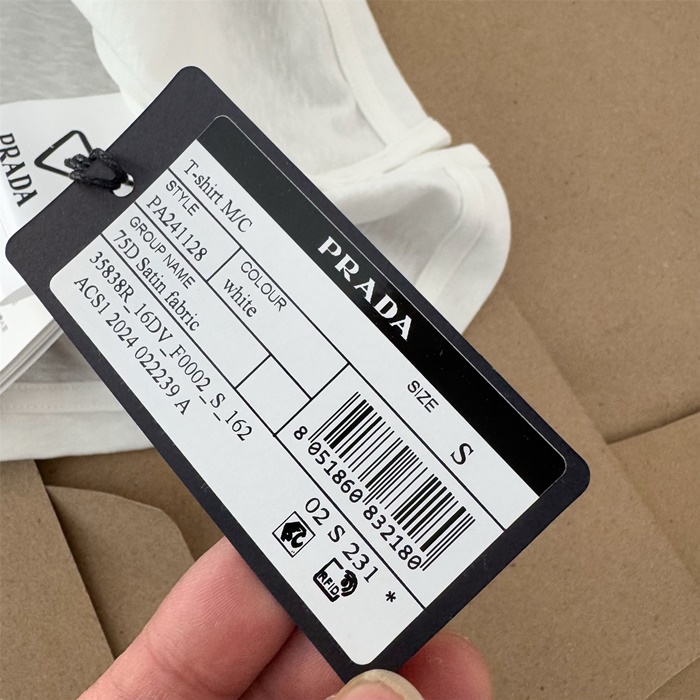 PRADA
PRADA
T-shirt M/C
STYLE
PA241128
COLOUR
white
GROUP NAME
75D Satin fabric
35838R_16DV_F0002_S_162
ACS1 2024 022239 A
SIZE
S
8 051860 832180
02 S 231 *
RFID